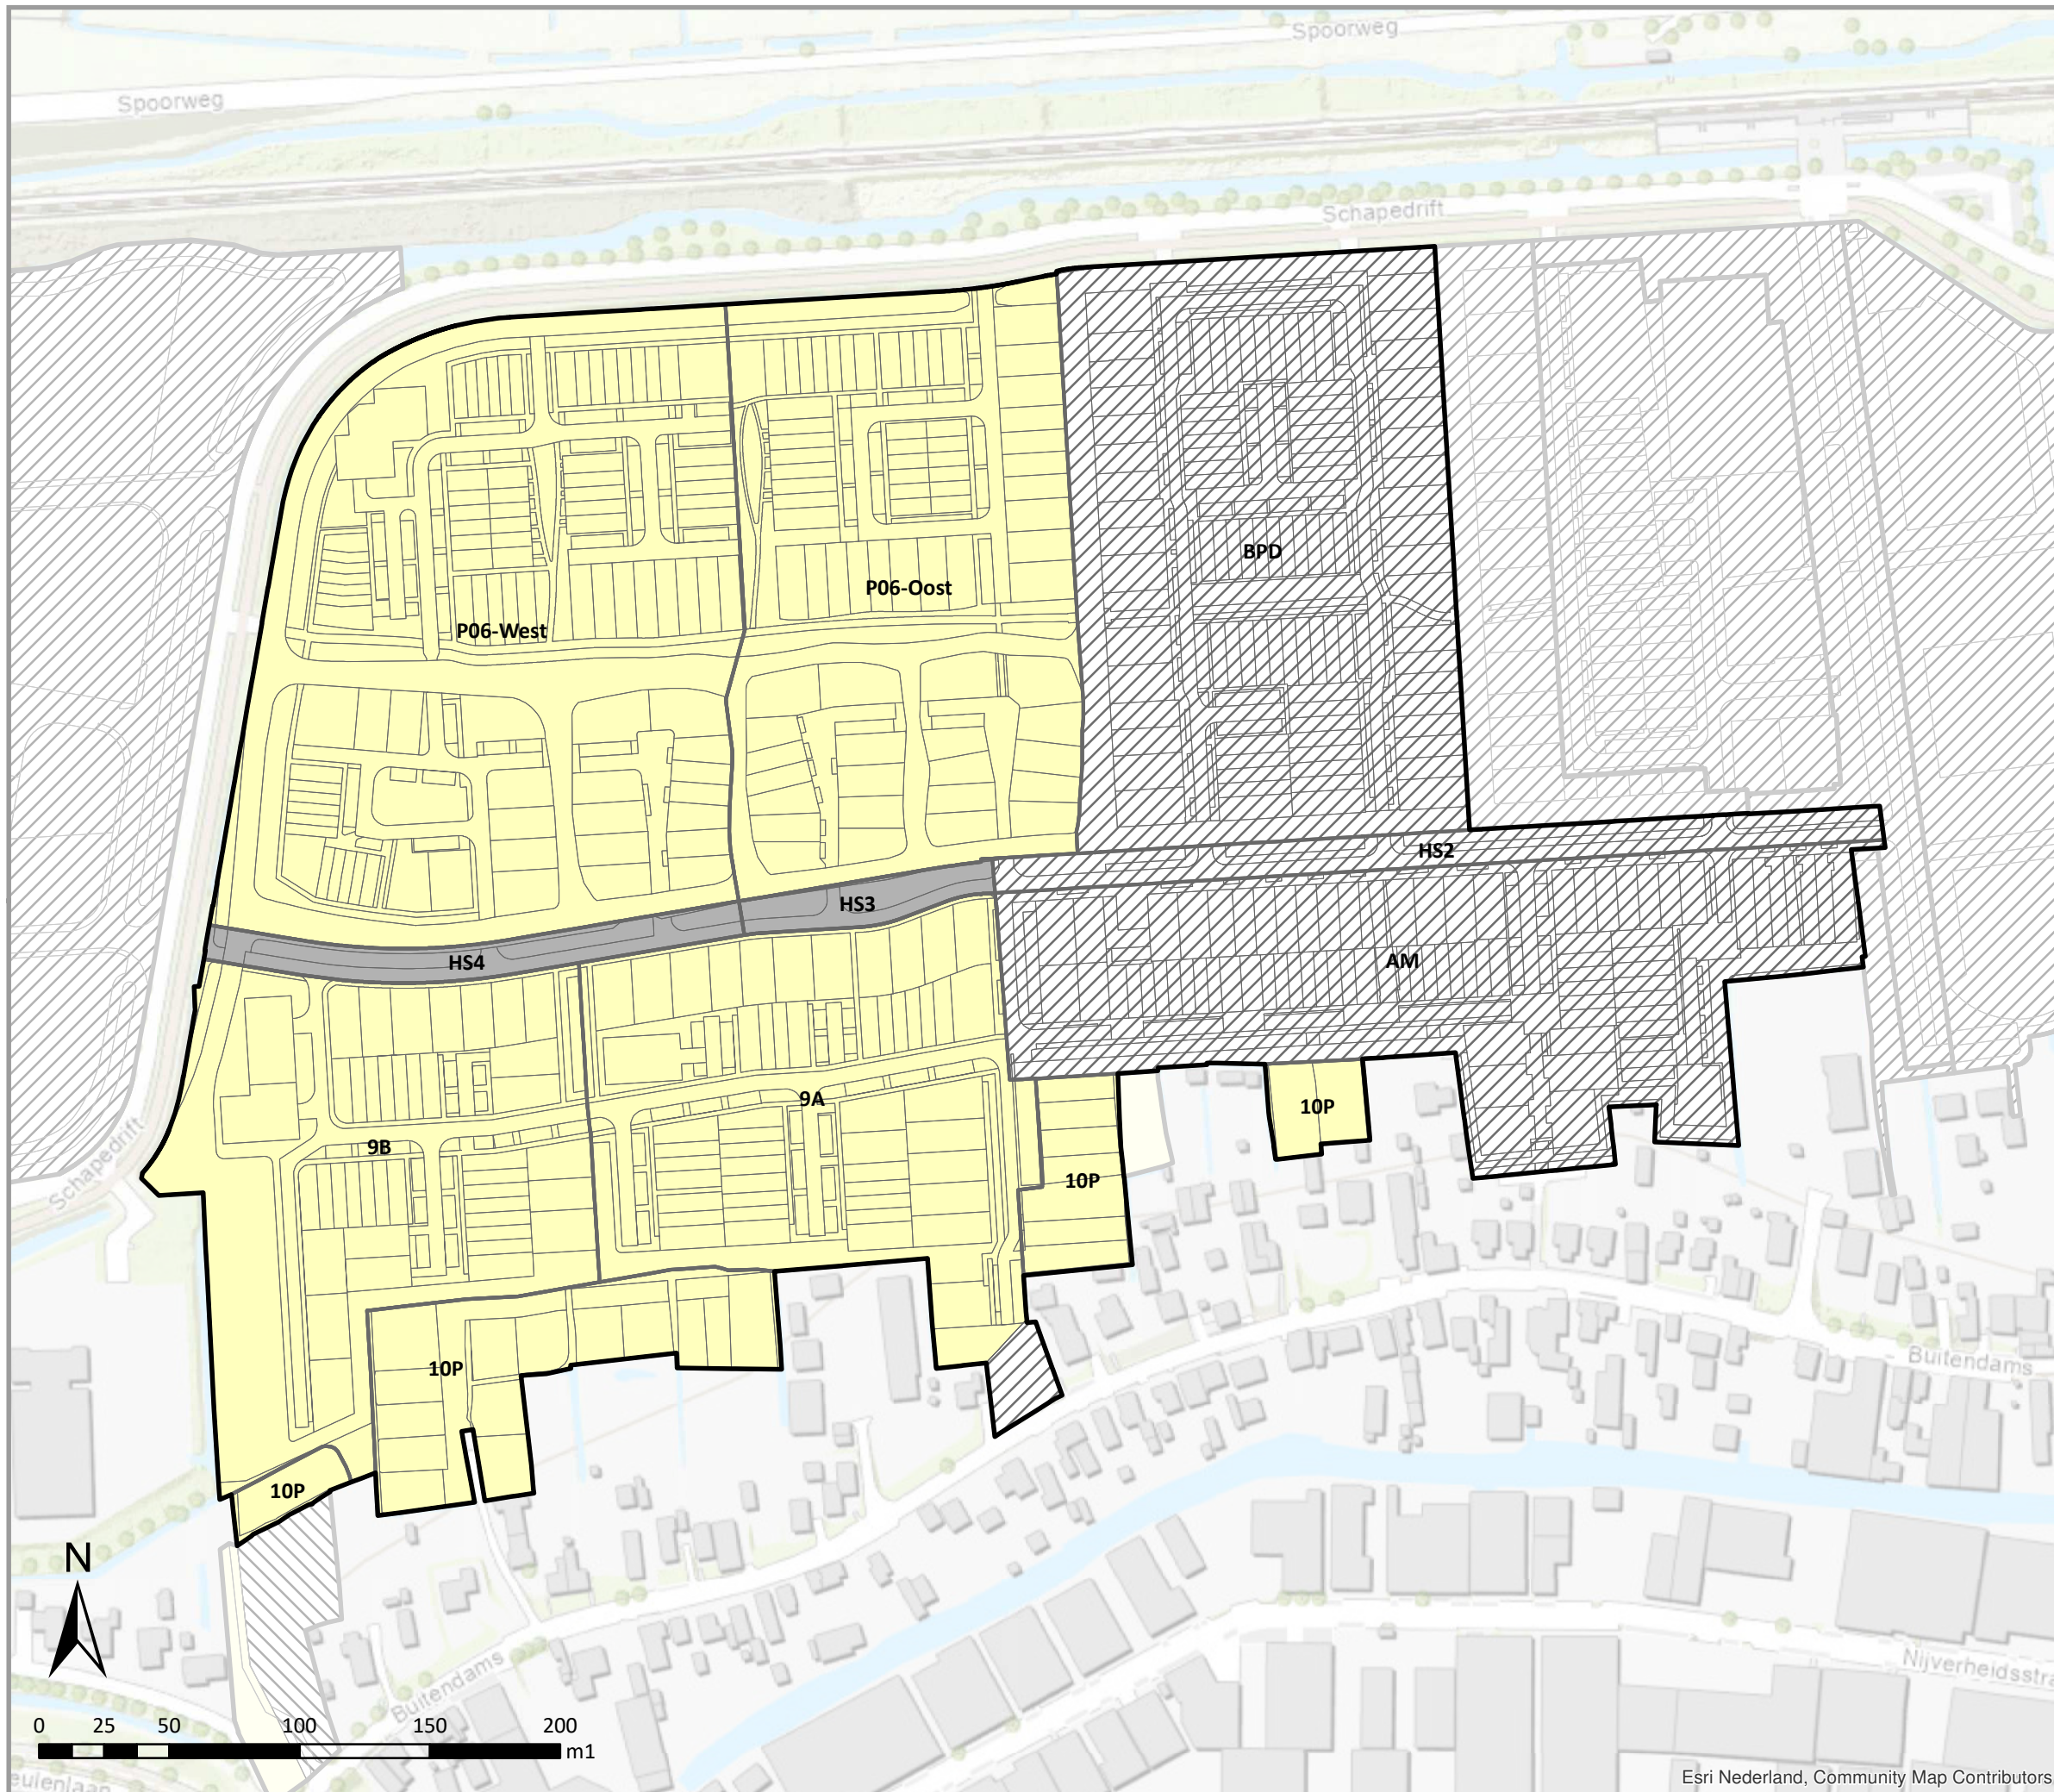 Spoorweg
Spoorweg
Schapedrift
BPD
P06-Oost
P06-West
HS2
HS3
HS4
AM
9A
10P
9B
10P
Schapedrift
10P
Buitendams
10P
N
Buitendams
Nijverheidsstra
0 25 50 100 150 200
m1
eulenlaan
Esri Nederland, Community Map Contributors